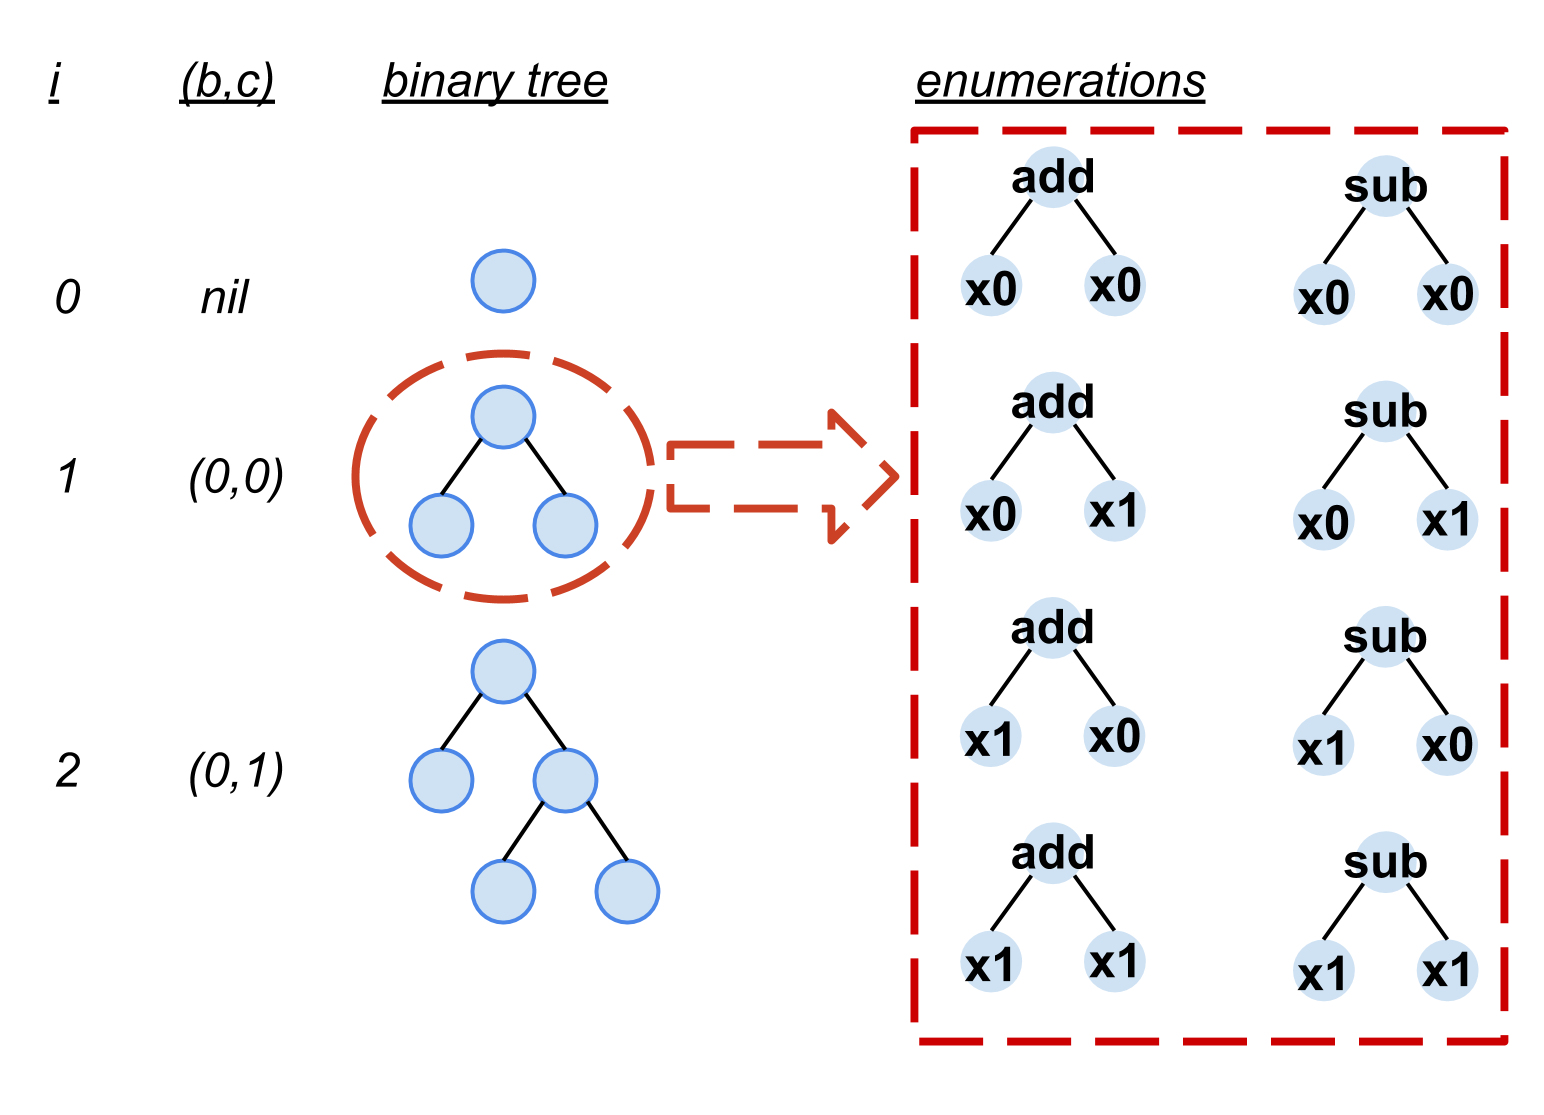 i (b,c) binary tree enumerations
add sub
0 nil
x0 x0 x0 x0
add sub
1 (0,0)
x0 x1 x0 x1
add sub
x1 x0 x1 x0
2 (0,1)
add sub
x1 x1 x1 x1